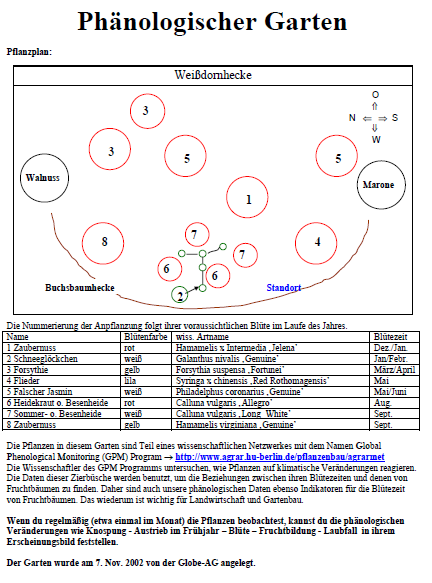 Phänologischer Garten
Pflanzplan:
Weißdornhecke
O
⇑
N ⇐ ⇒ S
⇓
W
3
3
5
5
Walnuss
Marone
1
7
8
7
4
6
6
Buchsbaumhecke
2
Standort
Die Nummerierung der Anpflanzung folgt ihrer voraussichtlichen Blüte im Laufe des Jahres.
Name Blütenfarbe wiss. Artname Blütezeit
1 Zaubernuss rot Hamamelis x Intermedia ‚Jelena’ Dez./Jan.
2 Schneeglöckchen weiß Galanthus nivalis ‚Genuine’ Jan/Febr.
3 Forsythie gelb Forsythia suspensa ‚Fortunei’ März/April
4 Flieder lila Syringa x chinensis ‚Red Rothomagensis’ Mai
5 Falscher Jasmin weiß Philadelphus coronarius ‚Genuine’ Mai/Juni
6 Heidekraut o. Besenheide rot Calluna vulgaris ‚Allegro’ Aug.
7 Sommer- o. Besenheide weiß Calluna vulgaris ‚Long White’ Sept.
8 Zaubernuss gelb Hamamelis virginiana ‚Genuine’ Sept.
Die Pflanzen in diesem Garten sind Teil eines wissenschaftlichen Netzwerkes mit dem Namen Global
Phenological Monitoring (GPM) Program → http://www.agrar.hu-berlin.de/pflanzenbau/agrarmet
Die Wissenschaftler des GPM Programms untersuchen, wie Pflanzen auf klimatische Veränderungen reagieren.
Die Daten dieser Zierbüsche werden benutzt, um die Beziehungen zwischen ihren Blütezeiten und denen von
Fruchtbäumen zu finden. Daher sind auch unsere phänologischen Daten ebenso Indikatoren für die Blütezeit
von Fruchtbäumen. Das wiederum ist wichtig für Landwirtschaft und Gartenbau.
Wenn du regelmäßig (etwa einmal im Monat) die Pflanzen beobachtest, kannst du die phänologischen
Veränderungen wie Knospung - Austrieb im Frühjahr – Blüte – Fruchtbildung - Laubfall in ihrem
Erscheinungsbild feststellen.
Der Garten wurde am 7. Nov. 2002 von der Globe-AG angelegt.